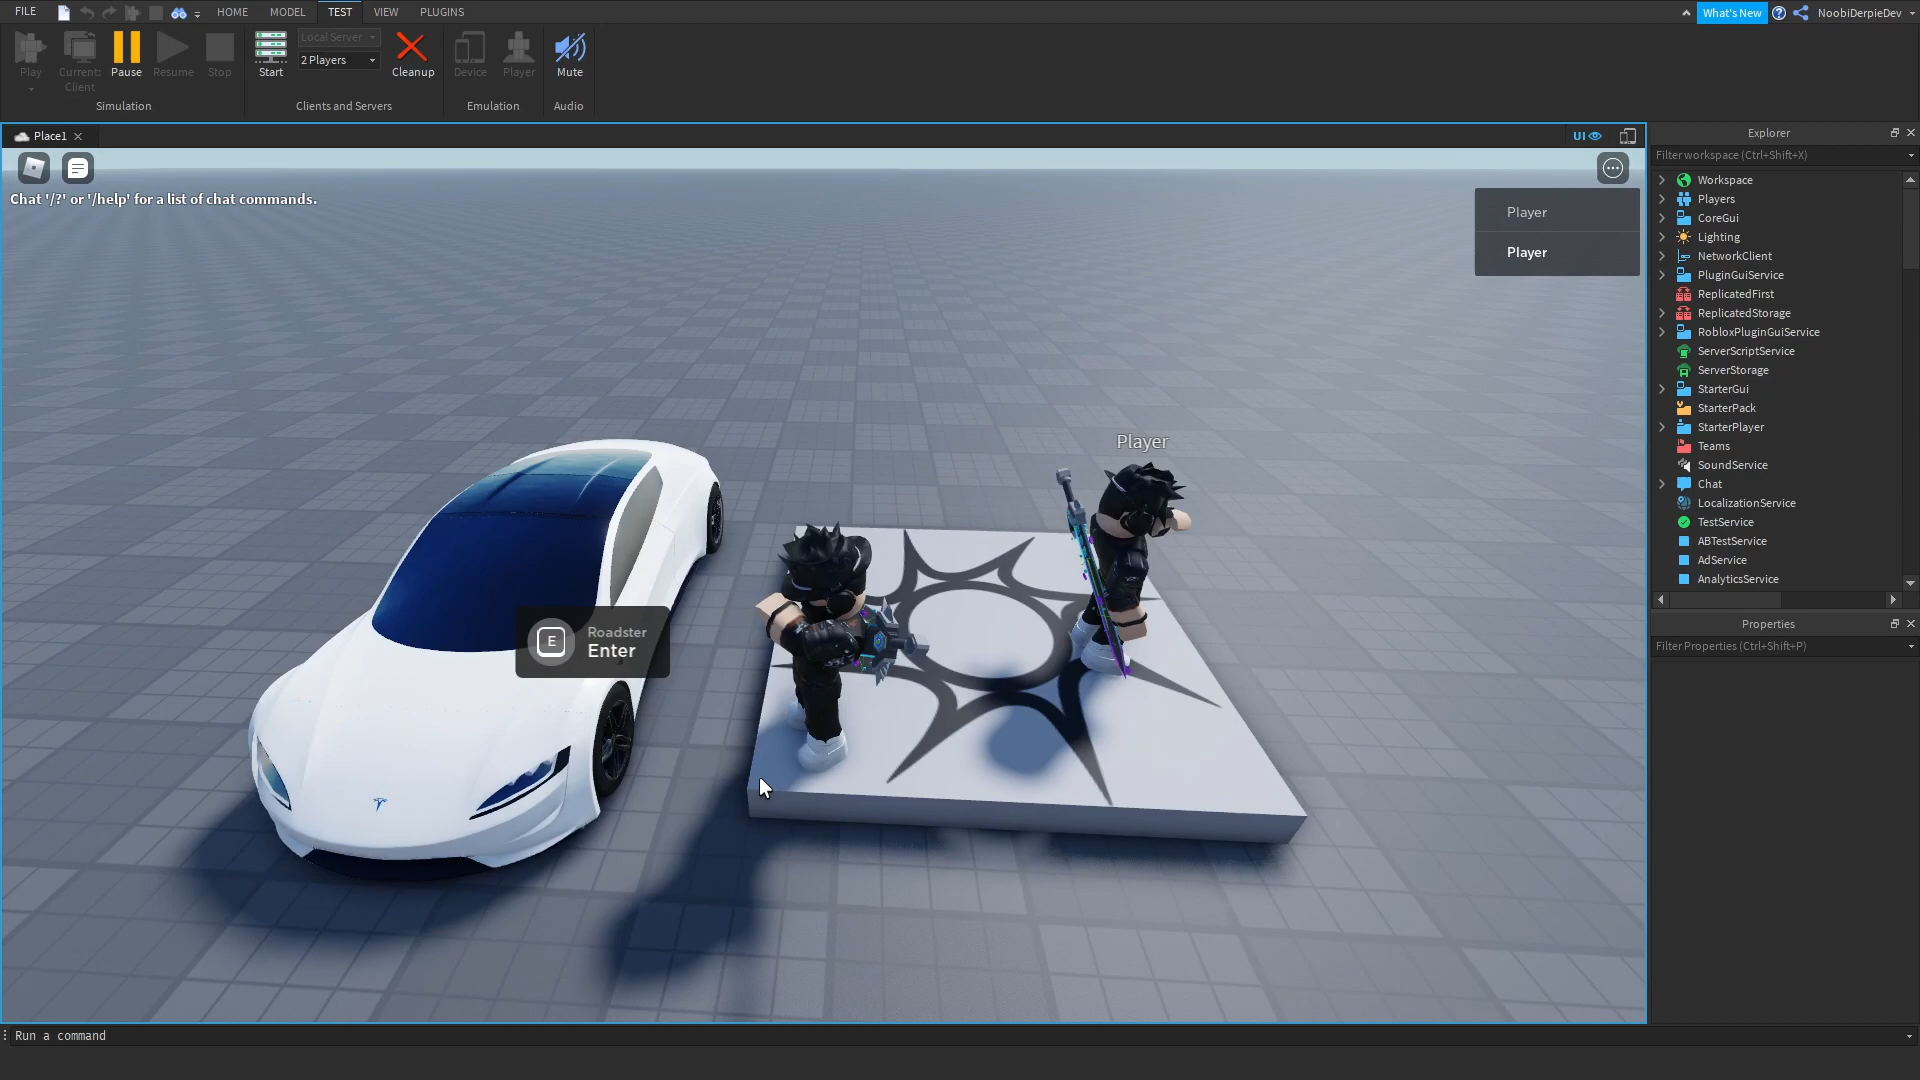 FILE
HOME
MODEL
TEST
VIEW
PLUGINS
What's New
NoobiDerpieDev
Play
Current:
Client
Pause
Resume
Stop
Simulation
Start
Local Server
2 Players
Cleanup
Clients and Servers
Device
Player
Emulation
Mute
Audio
Place1
UI
Chat '/?' or '/help' for a list of chat commands.
Player
Player
Player
E
Roadster
Enter
Explorer
Filter workspace (Ctrl+Shift+X)
Workspace
Players
CoreGui
Lighting
NetworkClient
PluginGuiService
ReplicatedFirst
ReplicatedStorage
RobloxPluginGuiService
ServerScriptService
ServerStorage
StarterGui
StarterPack
StarterPlayer
Teams
SoundService
Chat
LocalizationService
TestService
ABTestService
AdService
AnalyticsService
Properties
Filter Properties (Ctrl+Shift+P)
Run a command